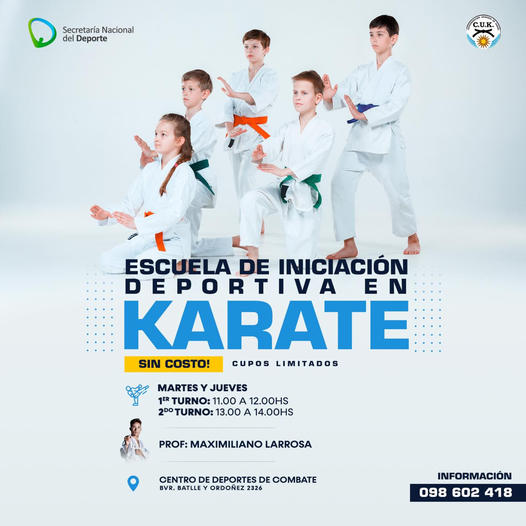 Secretaría Nacional
del Deporte
C.U.K.
ESCUELA DE INICIACIÓN
DEPORTIVA EN
KARATE
SIN COSTO! CUPOS LIMITADOS
MARTES Y JUEVES
1ER TURNO: 11.00 A 12.00HS
2DO TURNO: 13.00 A 14.00HS
PROF: MAXIMILIANO LARROSA
CENTRO DE DEPORTES DE COMBATE
BVR. BATLLE Y ORDOÑEZ 2326
INFORMACIÓN
098 602 418